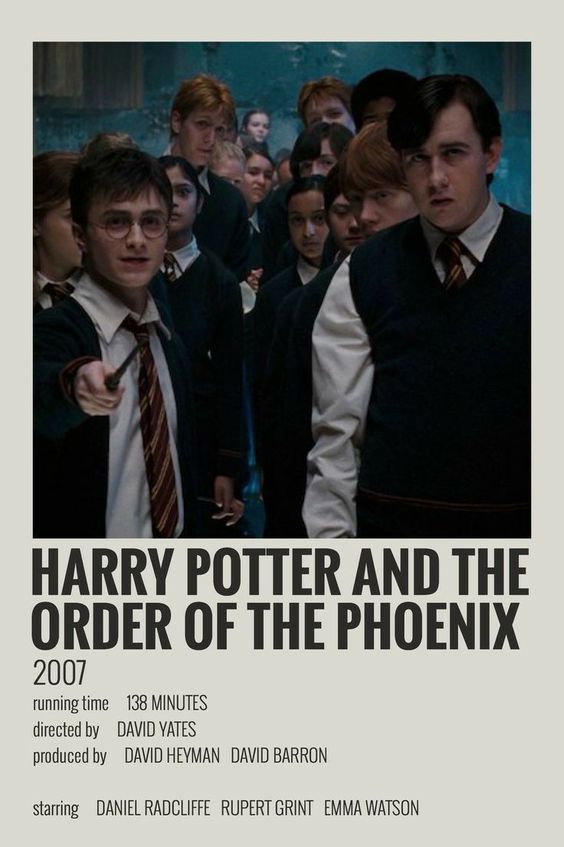 HARRY POTTER AND THE
ORDER OF THE PHOENIX
2007
running time 138 MINUTES
directed by DAVID YATES
produced by DAVID HEYMAN DAVID BARRON
starring DANIEL RADCLIFFE RUPERT GRINT EMMA WATSON